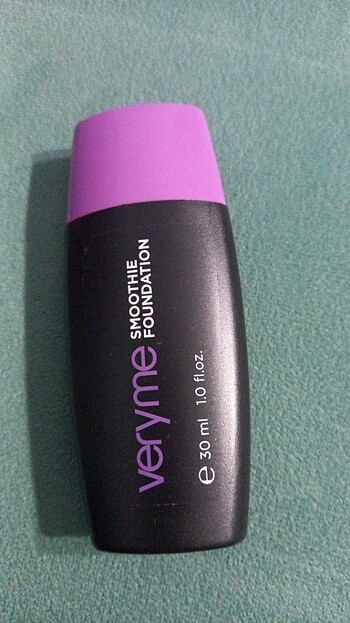 veryme
SMOOTHIE
FOUNDATION
℮ 30 ml 1.0 fl.oz.